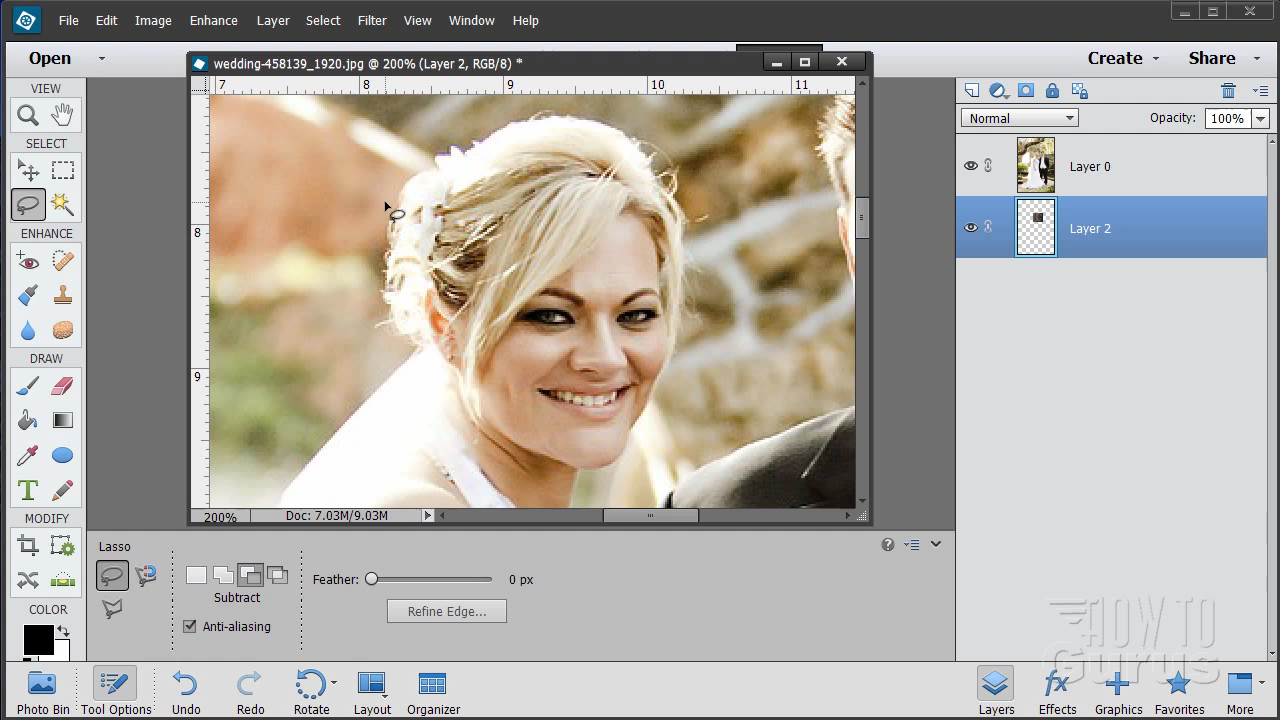 File Edit Image Enhance Layer Select Filter View Window Help
Open
Create
Share
VIEW
SELECT
ENHANCE
DRAW
MODIFY
COLOR
wedding-458139_1920.jpg @ 200% (Layer 2, RGB/8) *
7 8 9 10 11
8
9
200%
Doc: 7.03M/9.03M
Normal
Opacity: 100%
Layer 0
Layer 2
Lasso
Subtract
Anti-aliasing
Feather: 0 px
Refine Edge...
HOW TO
Gurus
Photo Bin Tool Options Undo Redo Rotate Layout Organizer
Layers Effects Graphics Favorites More